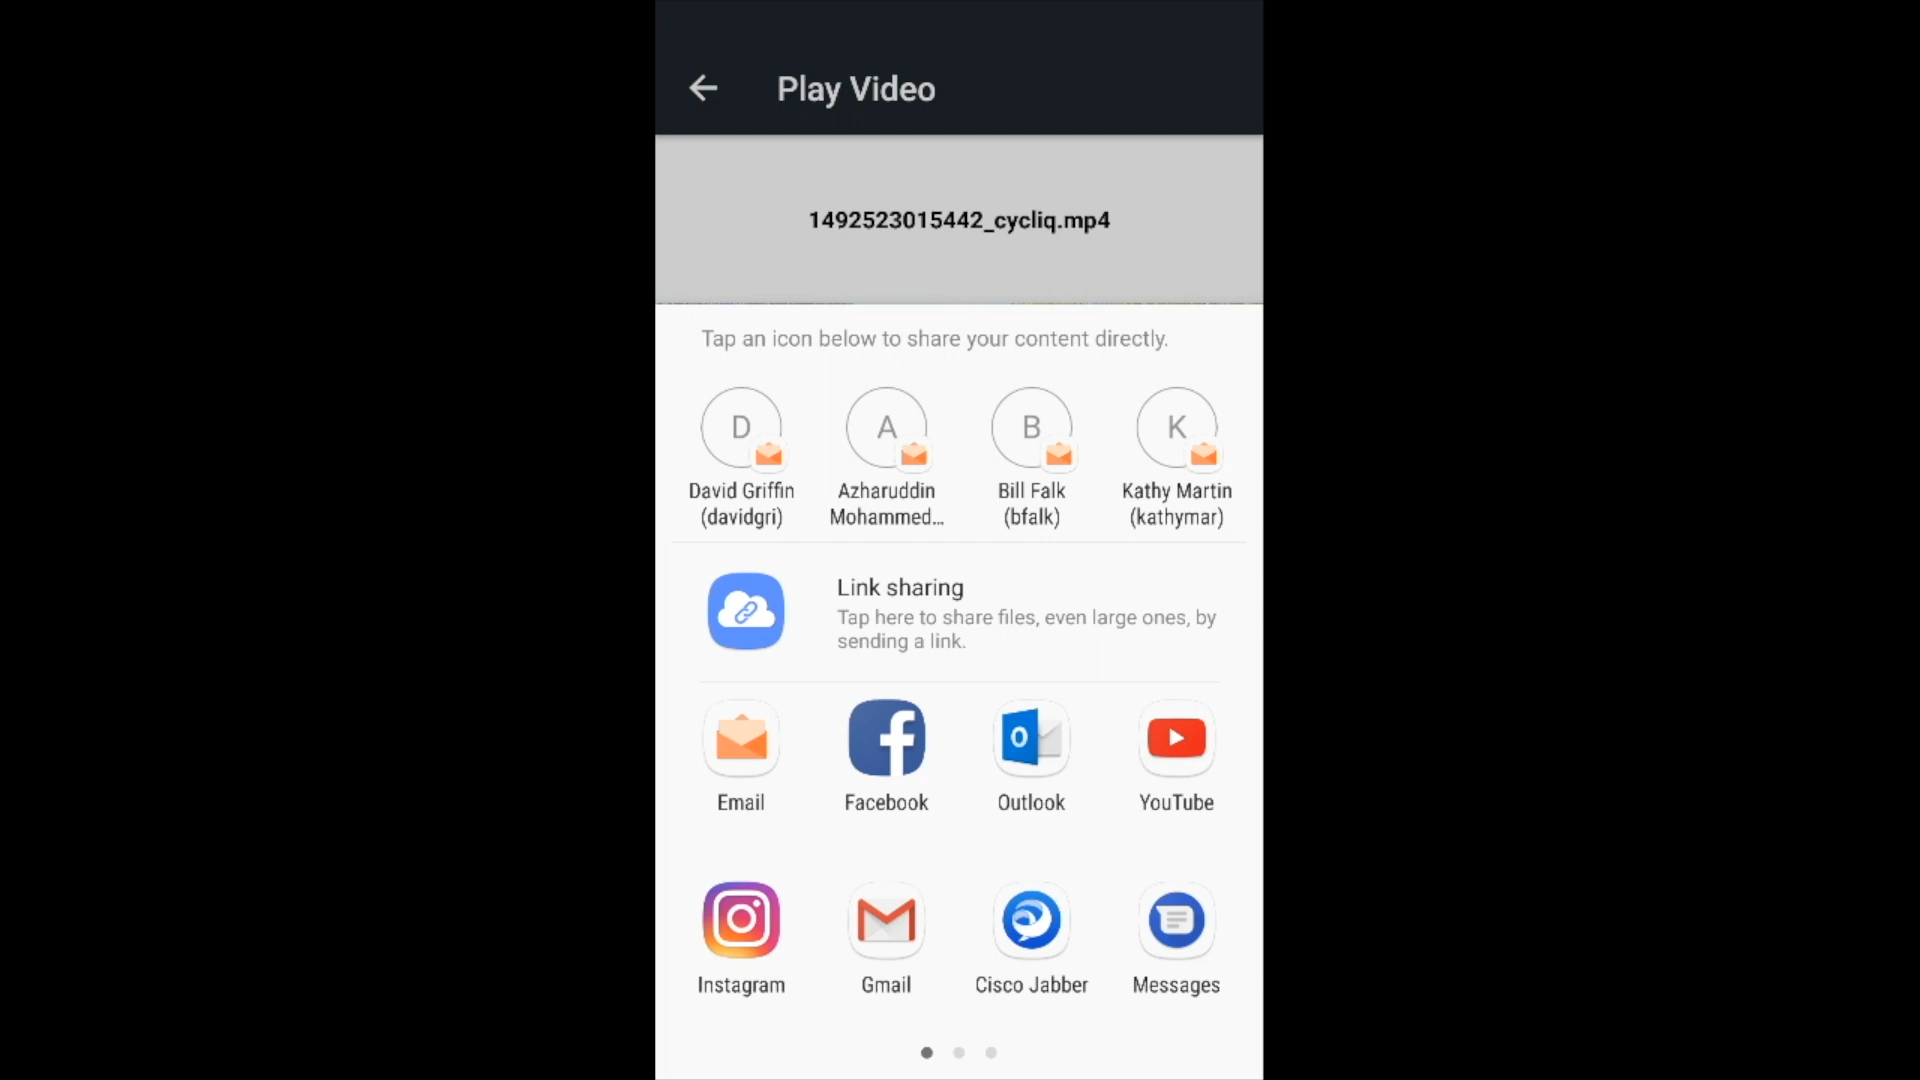 Play Video
1492523015442_cycliq.mp4
Tap an icon below to share your content directly.
D
A
B
K
David Griffin
(davidgri)
Azharuddin
Mohammed...
Bill Falk
(bfalk)
Kathy Martin
(kathymar)
Link sharing
Tap here to share files, even large ones, by
sending a link.
Email
Facebook
Outlook
YouTube
Instagram
Gmail
Cisco Jabber
Messages